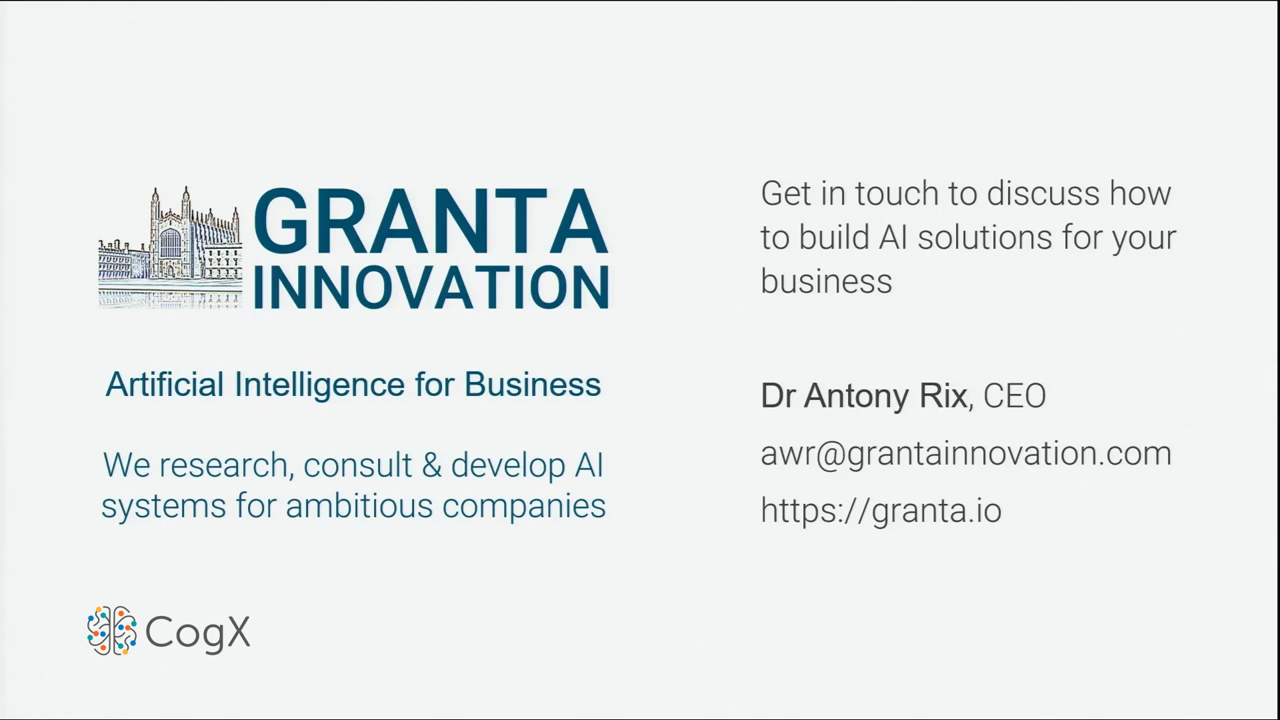 GRANTA
INNOVATION
Artificial Intelligence for Business
We research, consult & develop AI
systems for ambitious companies
Get in touch to discuss how
to build AI solutions for your
business
Dr Antony Rix, CEO
awr@grantainnovation.com
https://granta.io
CogX